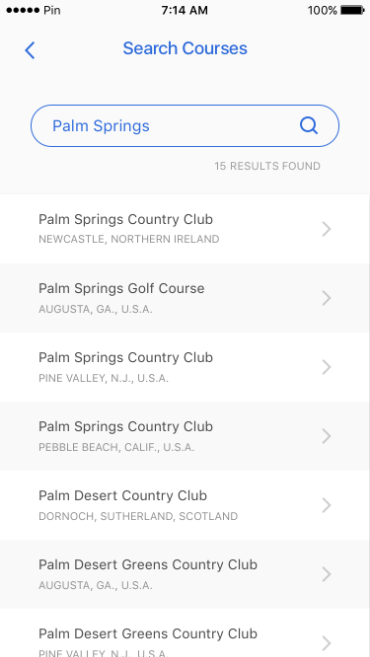 Pin 7:14 AM 100%
Search Courses
Palm Springs
15 RESULTS FOUND
Palm Springs Country Club
NEWCASTLE, NORTHERN IRELAND
Palm Springs Golf Course
AUGUSTA, GA., U.S.A.
Palm Springs Country Club
PINE VALLEY, N.J., U.S.A.
Palm Springs Country Club
PEBBLE BEACH, CALIF., U.S.A.
Palm Desert Country Club
DORNOCH, SUTHERLAND, SCOTLAND
Palm Desert Greens Country Club
AUGUSTA, GA., U.S.A.
Palm Desert Greens Country Club
PINE VALLEY, N.J., U.S.A.